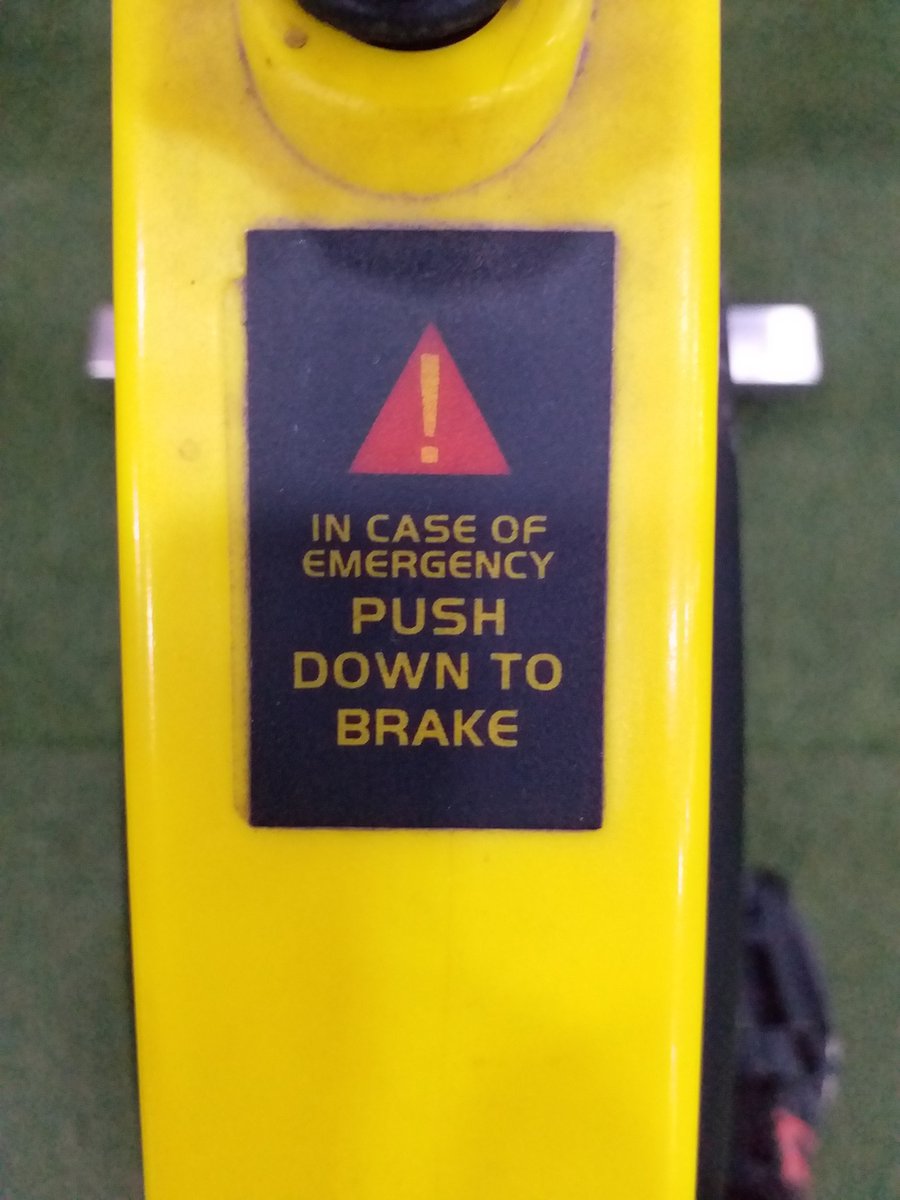 !
IN CASE OF
EMERGENCY
PUSH
DOWN TO
BRAKE